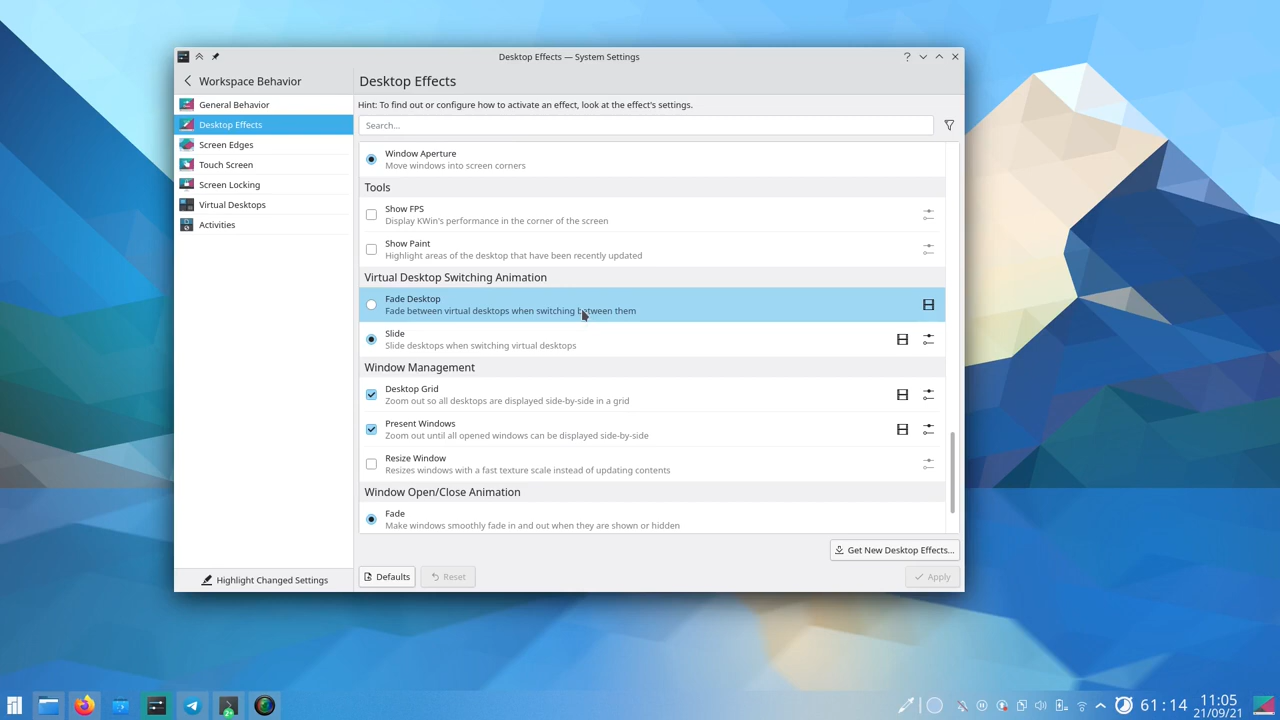 Desktop Effects — System Settings
Workspace Behavior
General Behavior
Desktop Effects
Screen Edges
Touch Screen
Screen Locking
Virtual Desktops
Activities
Highlight Changed Settings
Desktop Effects
Hint: To find out or configure how to activate an effect, look at the effect's settings.
Search...
Window Aperture
Move windows into screen corners
Tools
Show FPS
Display KWin's performance in the corner of the screen
Show Paint
Highlight areas of the desktop that have been recently updated
Virtual Desktop Switching Animation
Fade Desktop
Fade between virtual desktops when switching between them
Slide
Slide desktops when switching virtual desktops
Window Management
Desktop Grid
Zoom out so all desktops are displayed side-by-side in a grid
Present Windows
Zoom out until all opened windows can be displayed side-by-side
Resize Window
Resizes windows with a fast texture scale instead of updating contents
Window Open/Close Animation
Fade
Make windows smoothly fade in and out when they are shown or hidden
Get New Desktop Effects...
Defaults
Reset
Apply
61:14
11:05
21/09/21